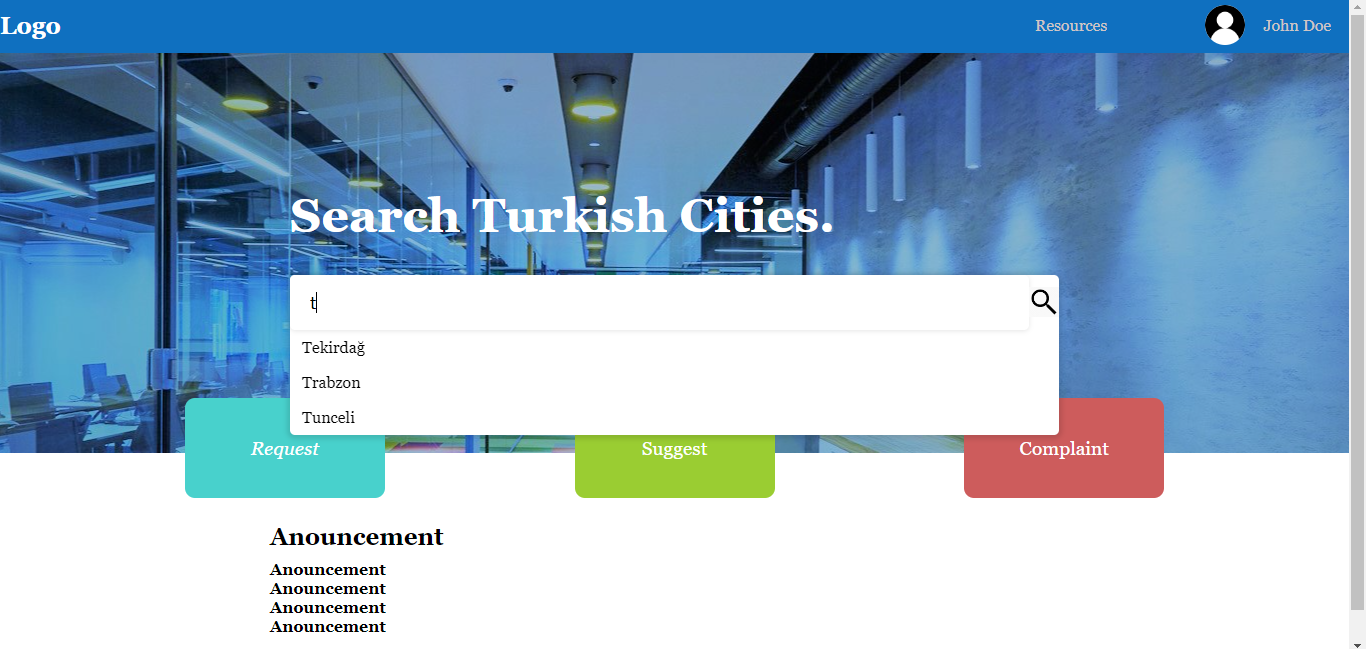 Logo
Resources
John Doe
Search Turkish Cities.
t
Tekirdağ
Trabzon
Tunceli
Request
Suggest
Complaint
Anouncement
Anouncement
Anouncement
Anouncement
Anouncement